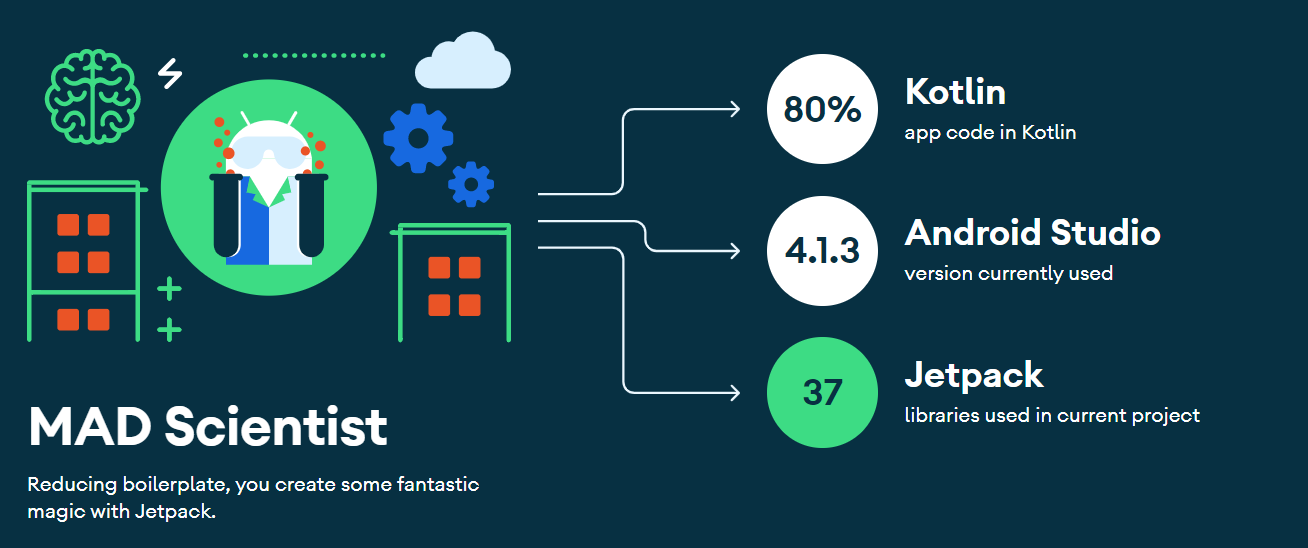 80%
Kotlin
app code in Kotlin
4.1.3
Android Studio
version currently used
37
Jetpack
libraries used in current project
MAD Scientist
Reducing boilerplate, you create some fantastic
magic with Jetpack.